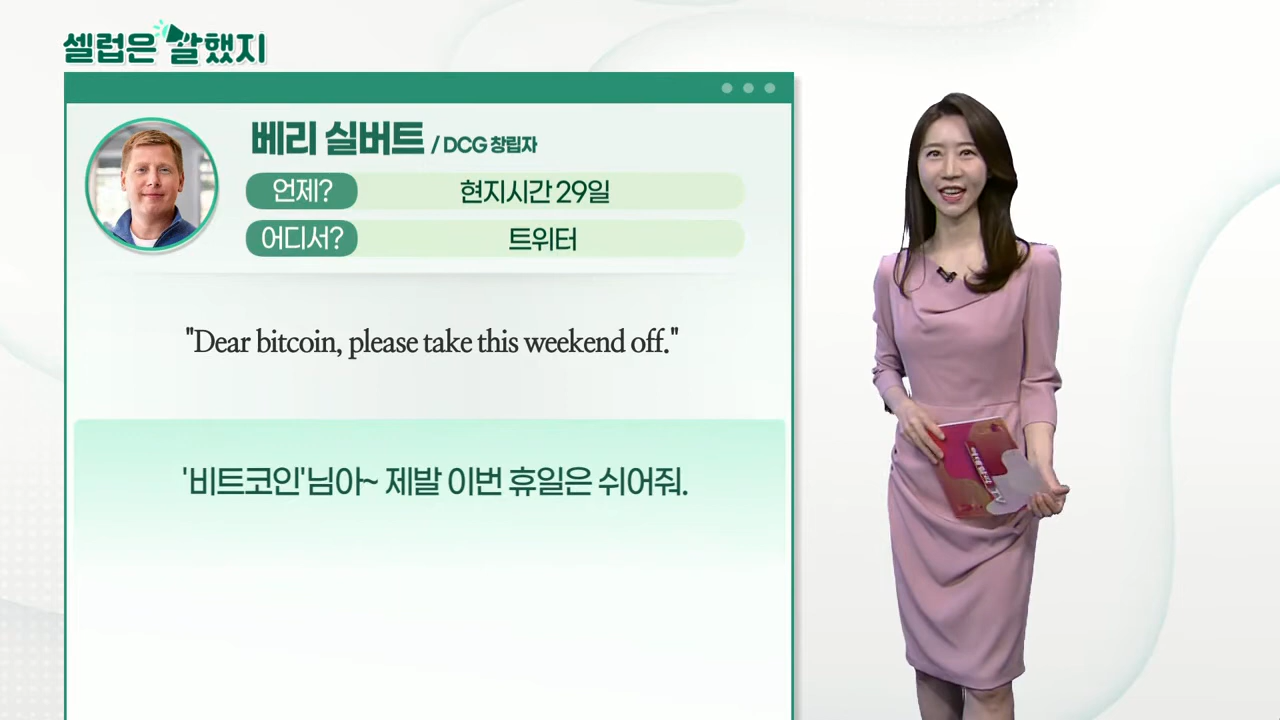 셀럽은 말했지
베리 실버트 / DCG 창립자
언제? 현지시간 29일
어디서? 트위터
"Dear bitcoin, please take this weekend off."
'비트코인'님아~ 제발 이번 휴일은 쉬어줘.
TV